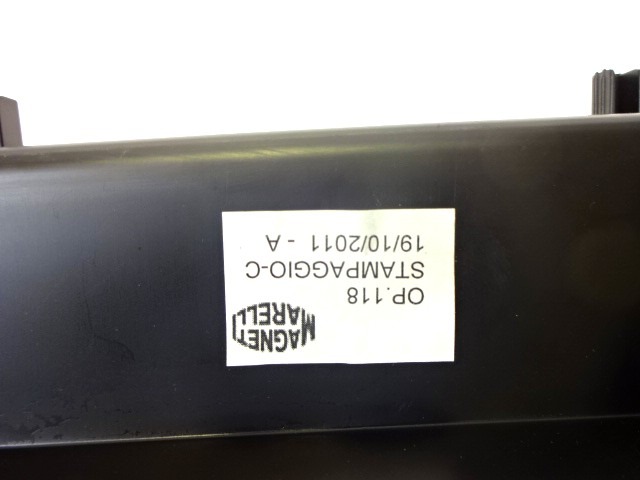 MAGNETI
MARELLI
OP.118
STAMPAGGIO-C
19/10/2011 - A